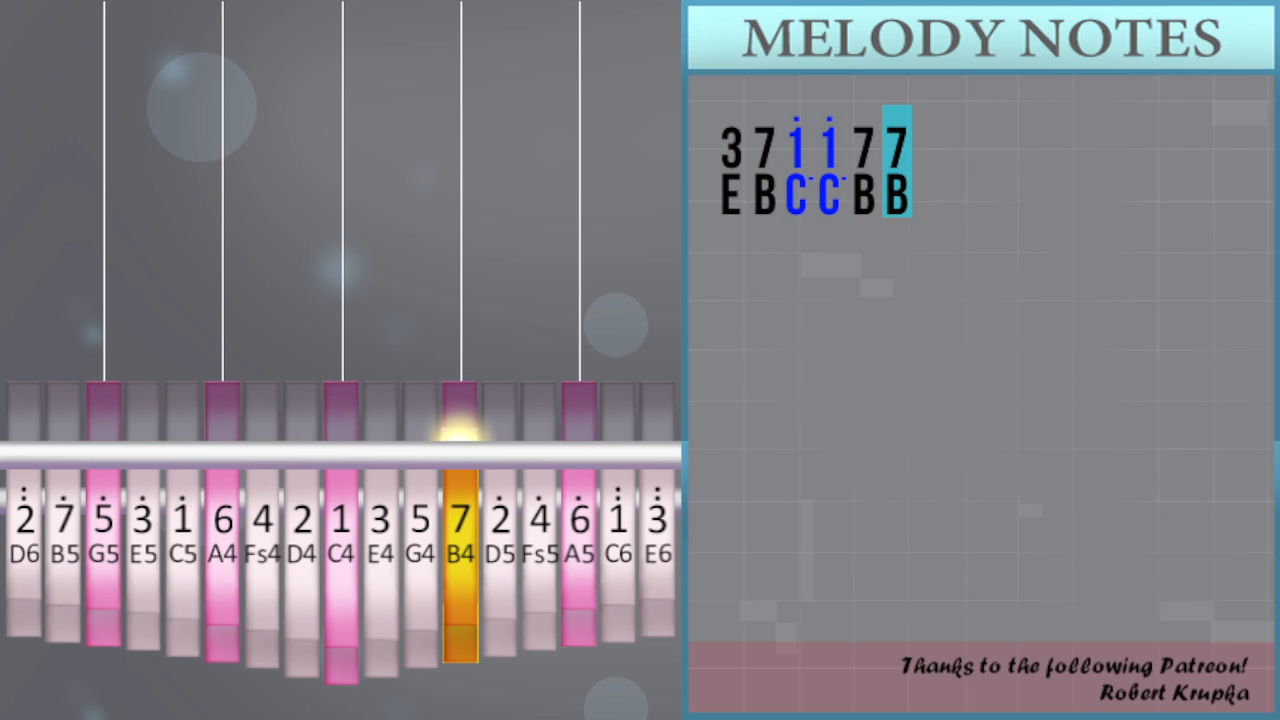 MELODY NOTES
3 7 1̇ 1̇ 7 7
E B C- C- B B
2̈ 7̇ 5̇ 3̇ 1̇ 6 4 2 1 3 5 7 2̇ 4̇ 6̇ 1̈ 3̈
D6 B5 G5 E5 C5 A4 Fs4 D4 C4 E4 G4 B4 D5 Fs5 A5 C6 E6
Thanks to the following Patreon!
Robert Krupka